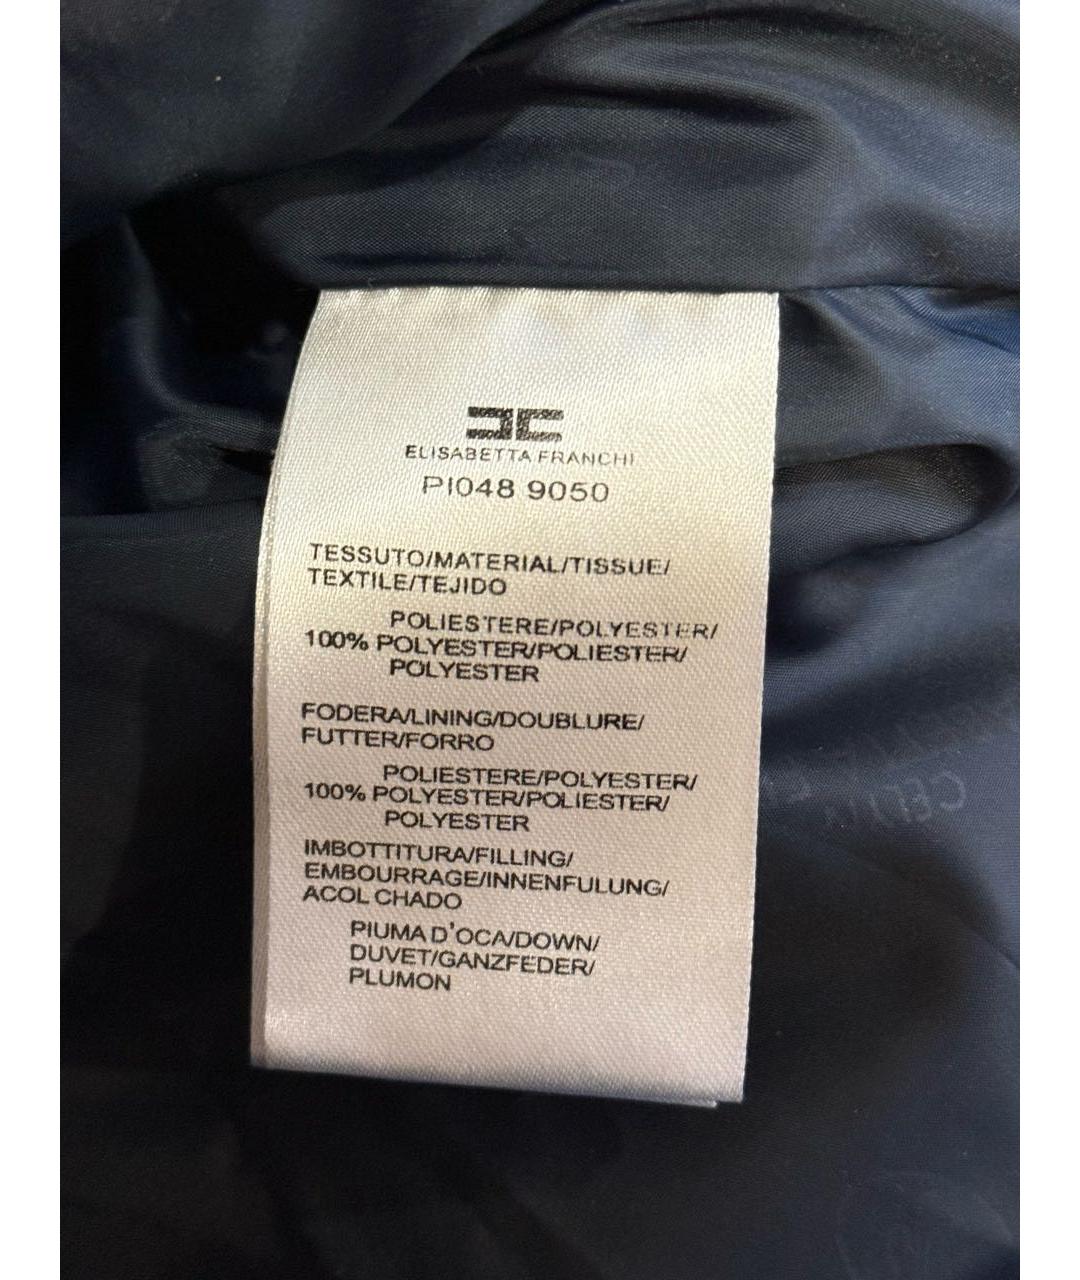 ELISABETTA FRANCHI
PI048 9050
TESSUTO/MATERIAL/TISSUE/
TEXTILE/TEJIDO
POLIESTERE/POLYESTER/
100% POLYESTER/POLIESTER/
POLYESTER
FODERA/LINING/DOUBLURE/
FUTTER/FORRO
POLIESTERE/POLYESTER/
100% POLYESTER/POLIESTER/
POLYESTER
IMBOTTITURA/FILLING/
EMBOURRAGE/INNENFULUNG/
ACOL CHADO
PIUMA D'OCA/DOWN/
DUVET/GANZFEDER/
PLUMON